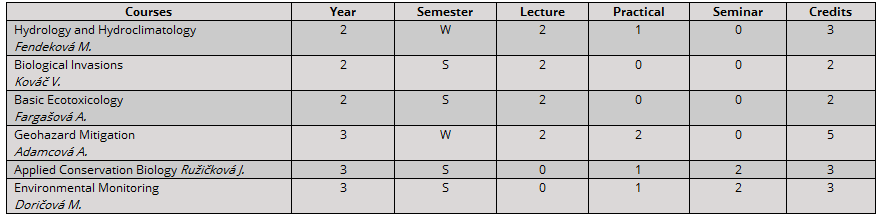 Courses Year Semester Lecture Practical Seminar Credits
Hydrology and Hydroclimatology 2 W 2 1 0 3
Fendeková M.
Biological Invasions 2 S 2 0 0 2
Kováč V.
Basic Ecotoxicology 2 S 2 0 0 2
Fargašová A.
Geohazard Mitigation 3 W 2 2 0 5
Adamcová A.
Applied Conservation Biology Ružičková J. 3 S 0 1 2 3
Environmental Monitoring 3 S 0 1 2 3
Doričová M.